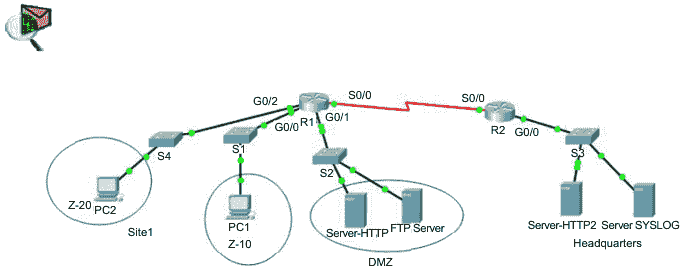 G0/2
S0/0
S0/0
G0/0
R1
G0/1
R2
G0/0
S4
S1
S2
S3
Z-20
PC2
PC1
Site1
Z-10
Server-HTTP
FTP Server
DMZ
Server-HTTP2
Server SYSLOG
Headquarters